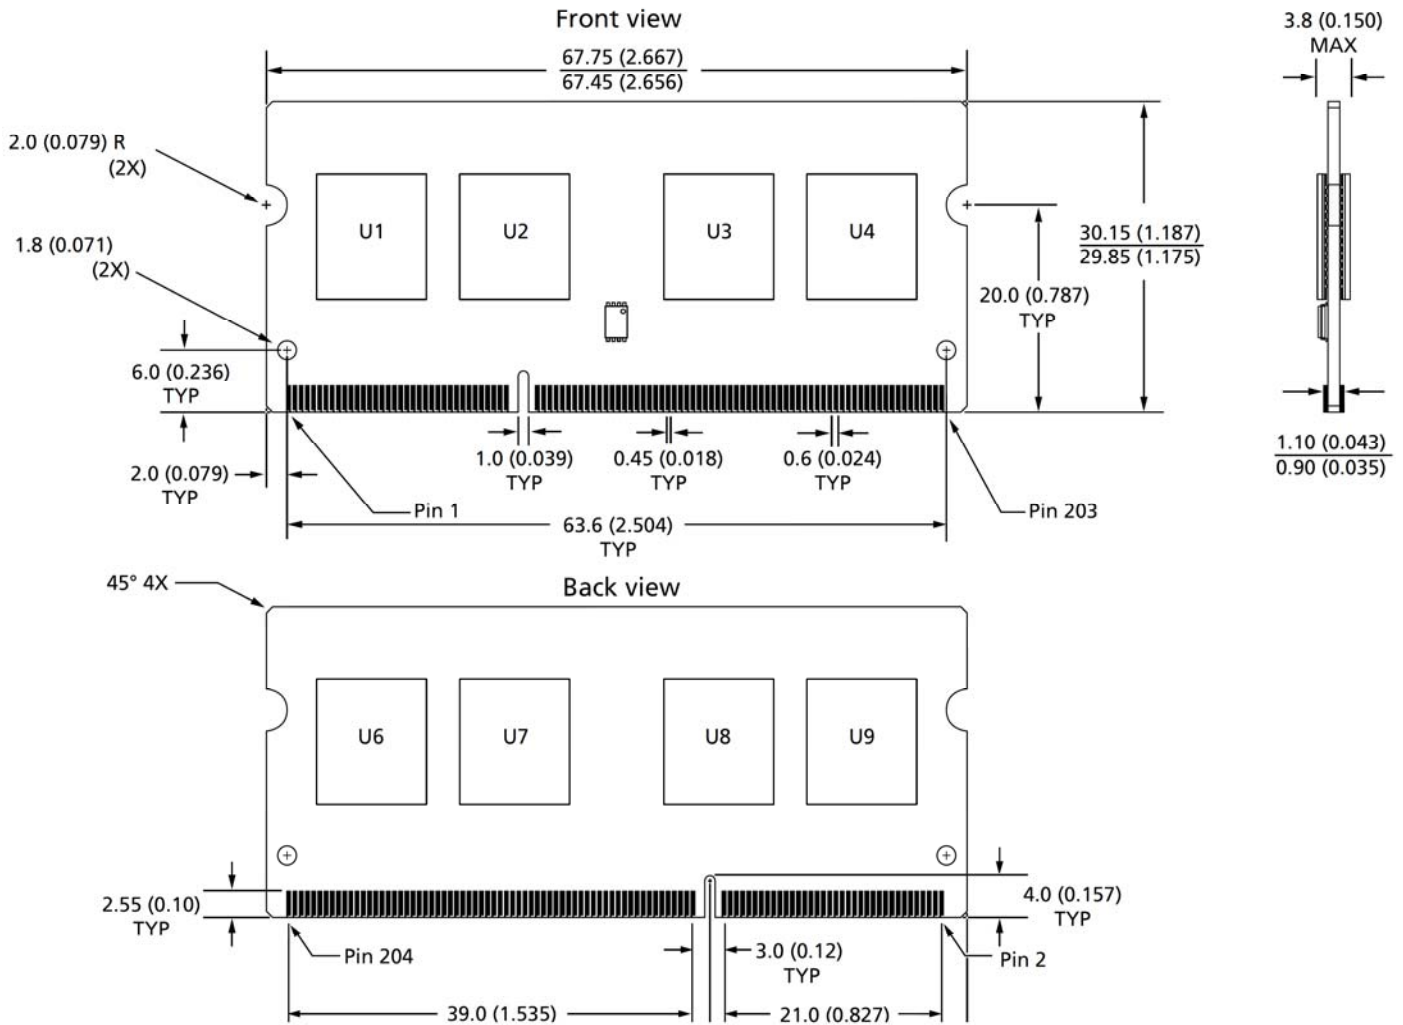 Front view
3.8 (0.150)
MAX
67.75 (2.667)
67.45 (2.656)
2.0 (0.079) R
(2X)
U1
U2
U3
U4
1.8 (0.071)
(2X)
30.15 (1.187)
29.85 (1.175)
20.0 (0.787)
TYP
6.0 (0.236)
TYP
1.0 (0.039)
TYP
0.45 (0.018)
TYP
0.6 (0.024)
TYP
1.10 (0.043)
0.90 (0.035)
2.0 (0.079)
TYP
Pin 1
Pin 203
63.6 (2.504)
TYP
45° 4X
Back view
U6
U7
U8
U9
2.55 (0.10)
TYP
4.0 (0.157)
TYP
Pin 204
3.0 (0.12)
TYP
Pin 2
39.0 (1.535)
21.0 (0.827)